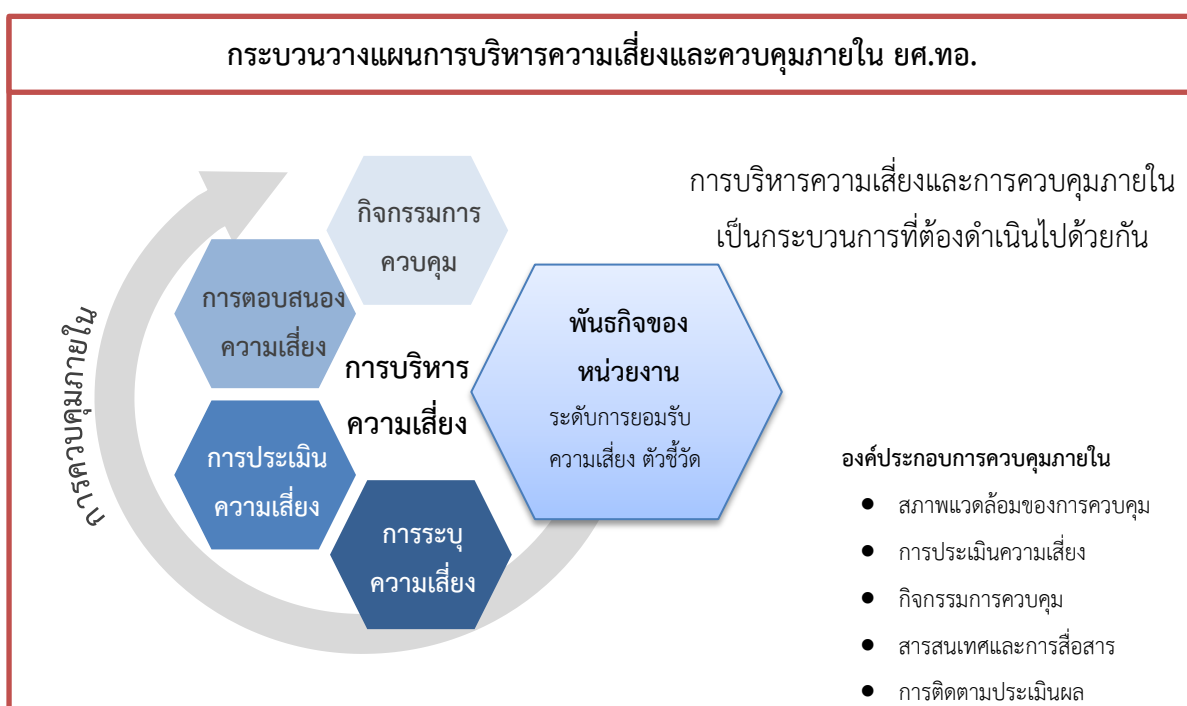 กระบวนวางแผนการบริหารความเสี่ยงและควบคุมภายใน ยศ.ทอ.
การบริหารความเสี่ยงและการควบคุมภายใน
เป็นกระบวนการที่ต้องดำเนินไปด้วยกัน
กิจกรรมการ
ควบคุม
การตอบสนอง
ความเสี่ยง
การควบคุมภายใน
การบริหาร
ความเสี่ยง
พันธกิจของ
หน่วยงาน
ระดับการยอมรับ
ความเสี่ยง ตัวชี้วัด
การประเมิน
ความเสี่ยง
การระบุ
ความเสี่ยง
องค์ประกอบการควบคุมภายใน
● สภาพแวดล้อมของการควบคุม
● การประเมินความเสี่ยง
● กิจกรรมการควบคุม
● สารสนเทศและการสื่อสาร
● การติดตามประเมินผล